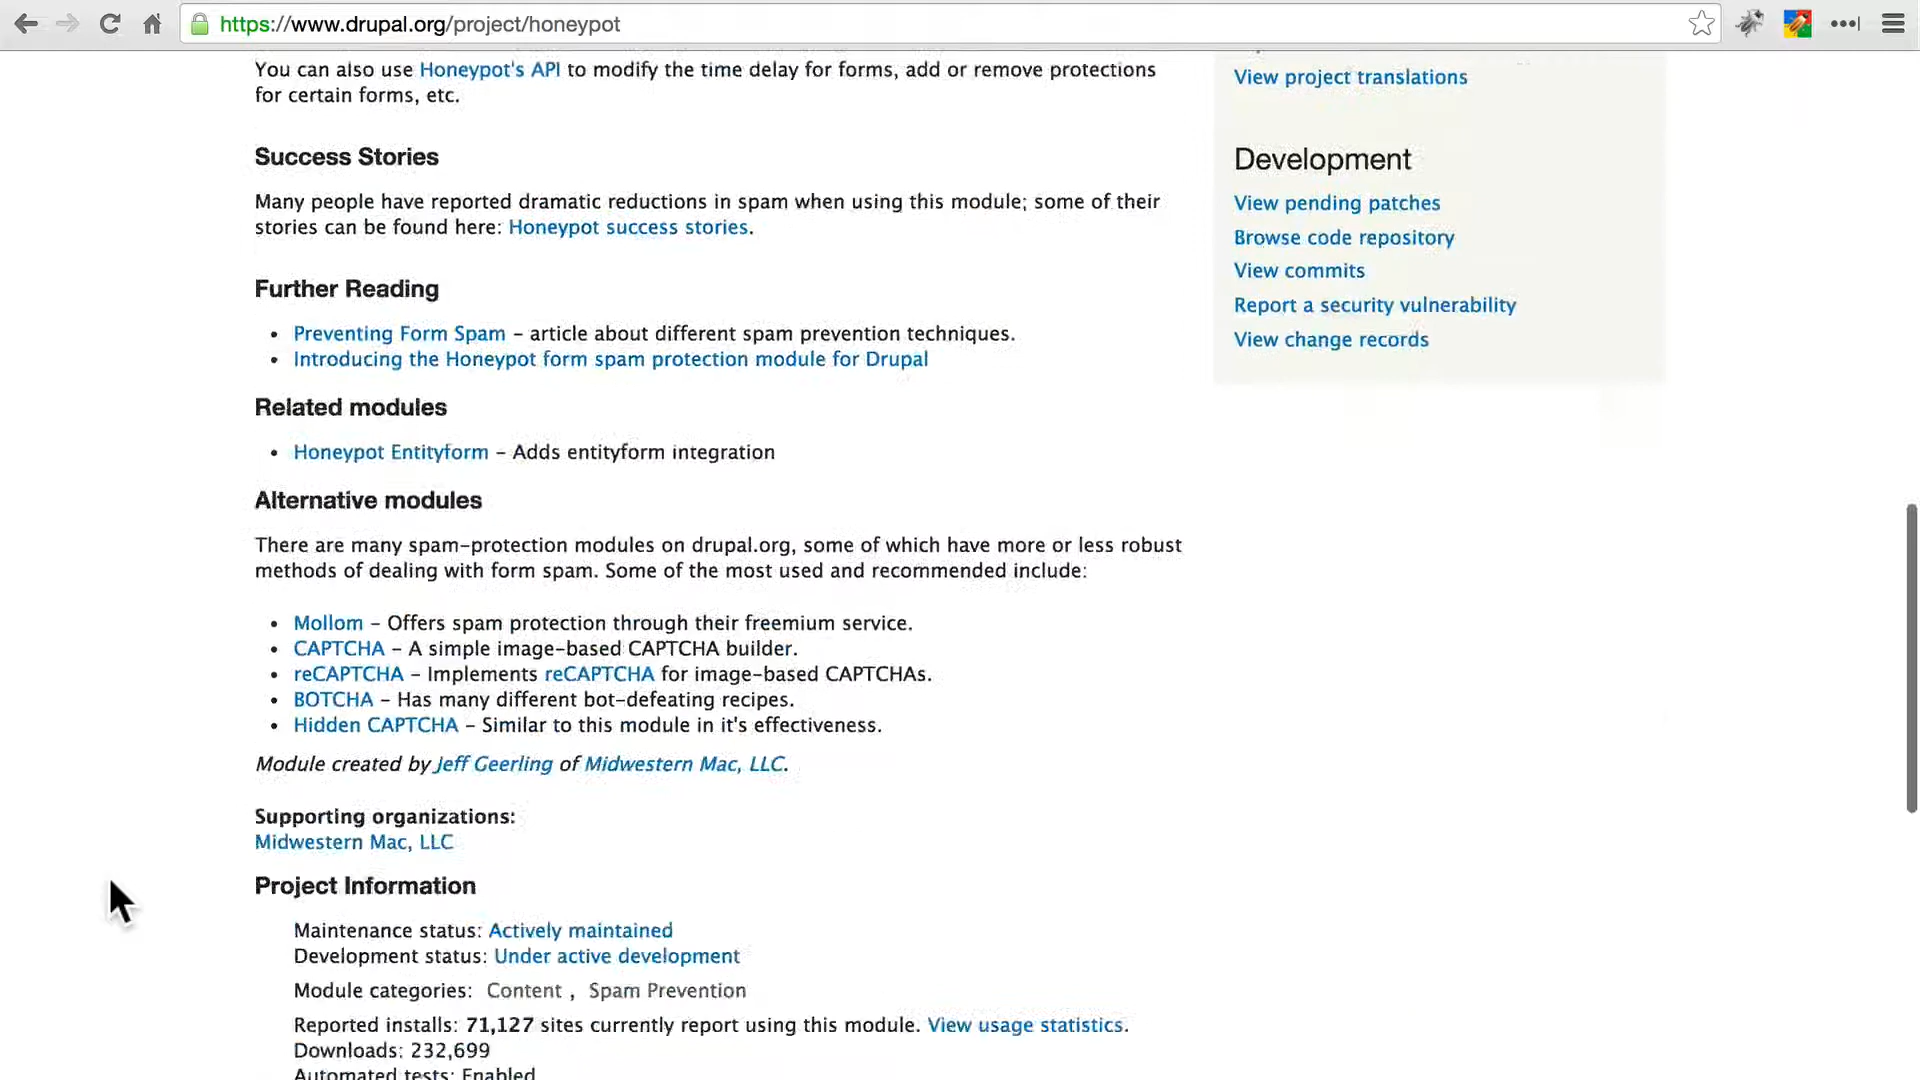 https://www.drupal.org/project/honeypot
You can also use Honeypot's API to modify the time delay for forms, add or remove protections
for certain forms, etc.
Success Stories
Many people have reported dramatic reductions in spam when using this module; some of their
stories can be found here: Honeypot success stories.
Further Reading
• Preventing Form Spam – article about different spam prevention techniques.
• Introducing the Honeypot form spam protection module for Drupal
Related modules
• Honeypot Entityform – Adds entityform integration
Alternative modules
There are many spam-protection modules on drupal.org, some of which have more or less robust
methods of dealing with form spam. Some of the most used and recommended include:
• Mollom – Offers spam protection through their freemium service.
• CAPTCHA – A simple image-based CAPTCHA builder.
• reCAPTCHA – Implements reCAPTCHA for image-based CAPTCHAs.
• BOTCHA – Has many different bot-defeating recipes.
• Hidden CAPTCHA – Similar to this module in it's effectiveness.
Module created by Jeff Geerling of Midwestern Mac, LLC.
Supporting organizations:
Midwestern Mac, LLC
Project Information
Maintenance status: Actively maintained
Development status: Under active development
Module categories: Content , Spam Prevention
Reported installs: 71,127 sites currently report using this module. View usage statistics.
Downloads: 232,699
Automated tests: Enabled
View project translations
Development
View pending patches
Browse code repository
View commits
Report a security vulnerability
View change records